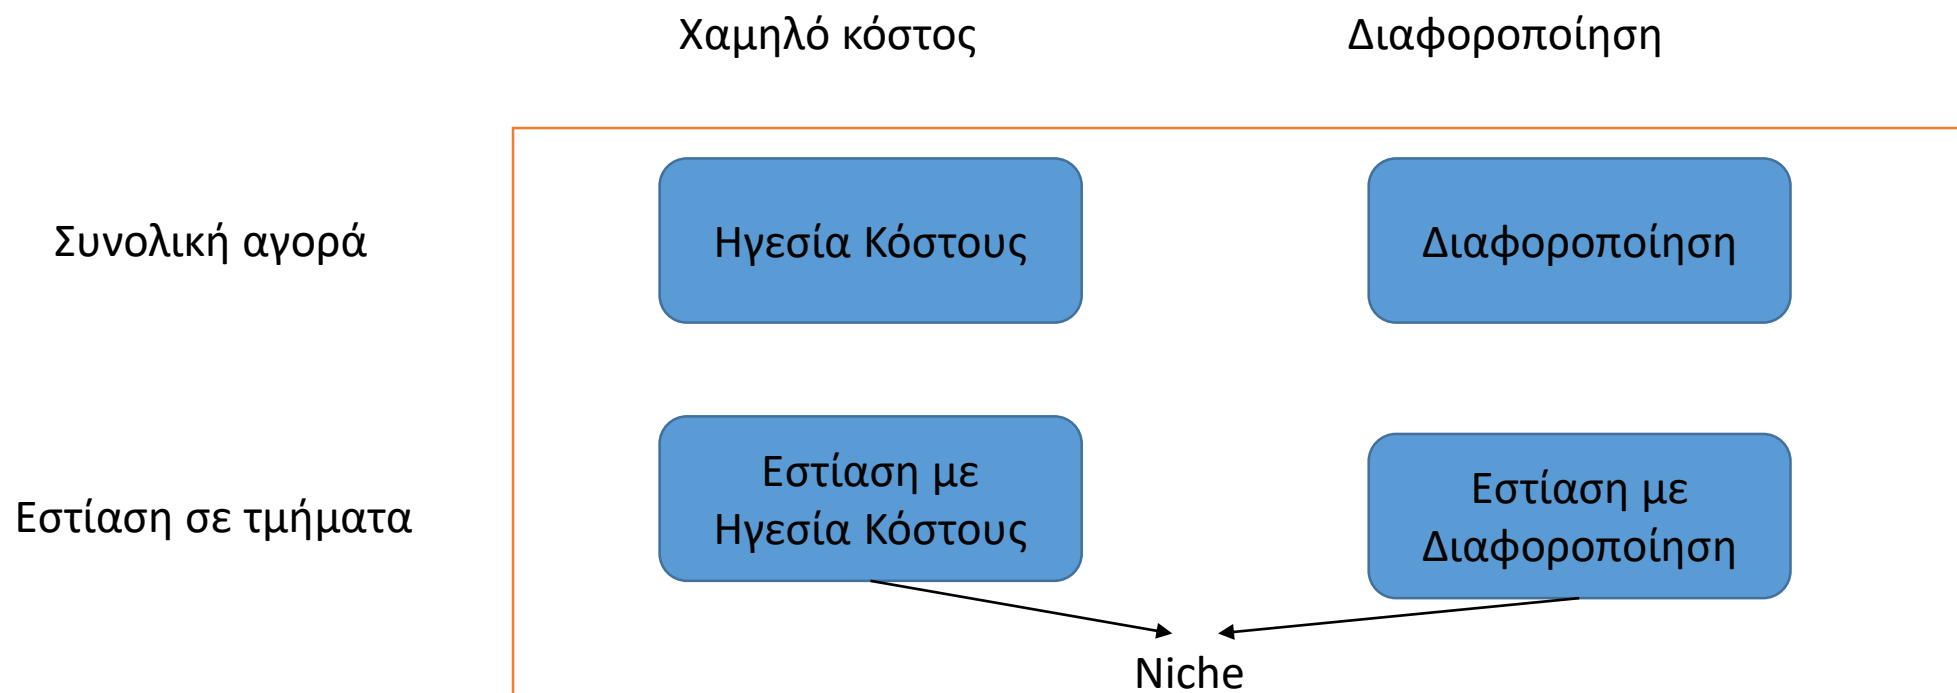 Χαμηλό κόστος
Διαφοροποίηση
Συνολική αγορά
Ηγεσία Κόστους
Διαφοροποίηση
Εστίαση σε τμήματα
Εστίαση με
Ηγεσία Κόστους
Εστίαση με
Διαφοροποίηση
Niche